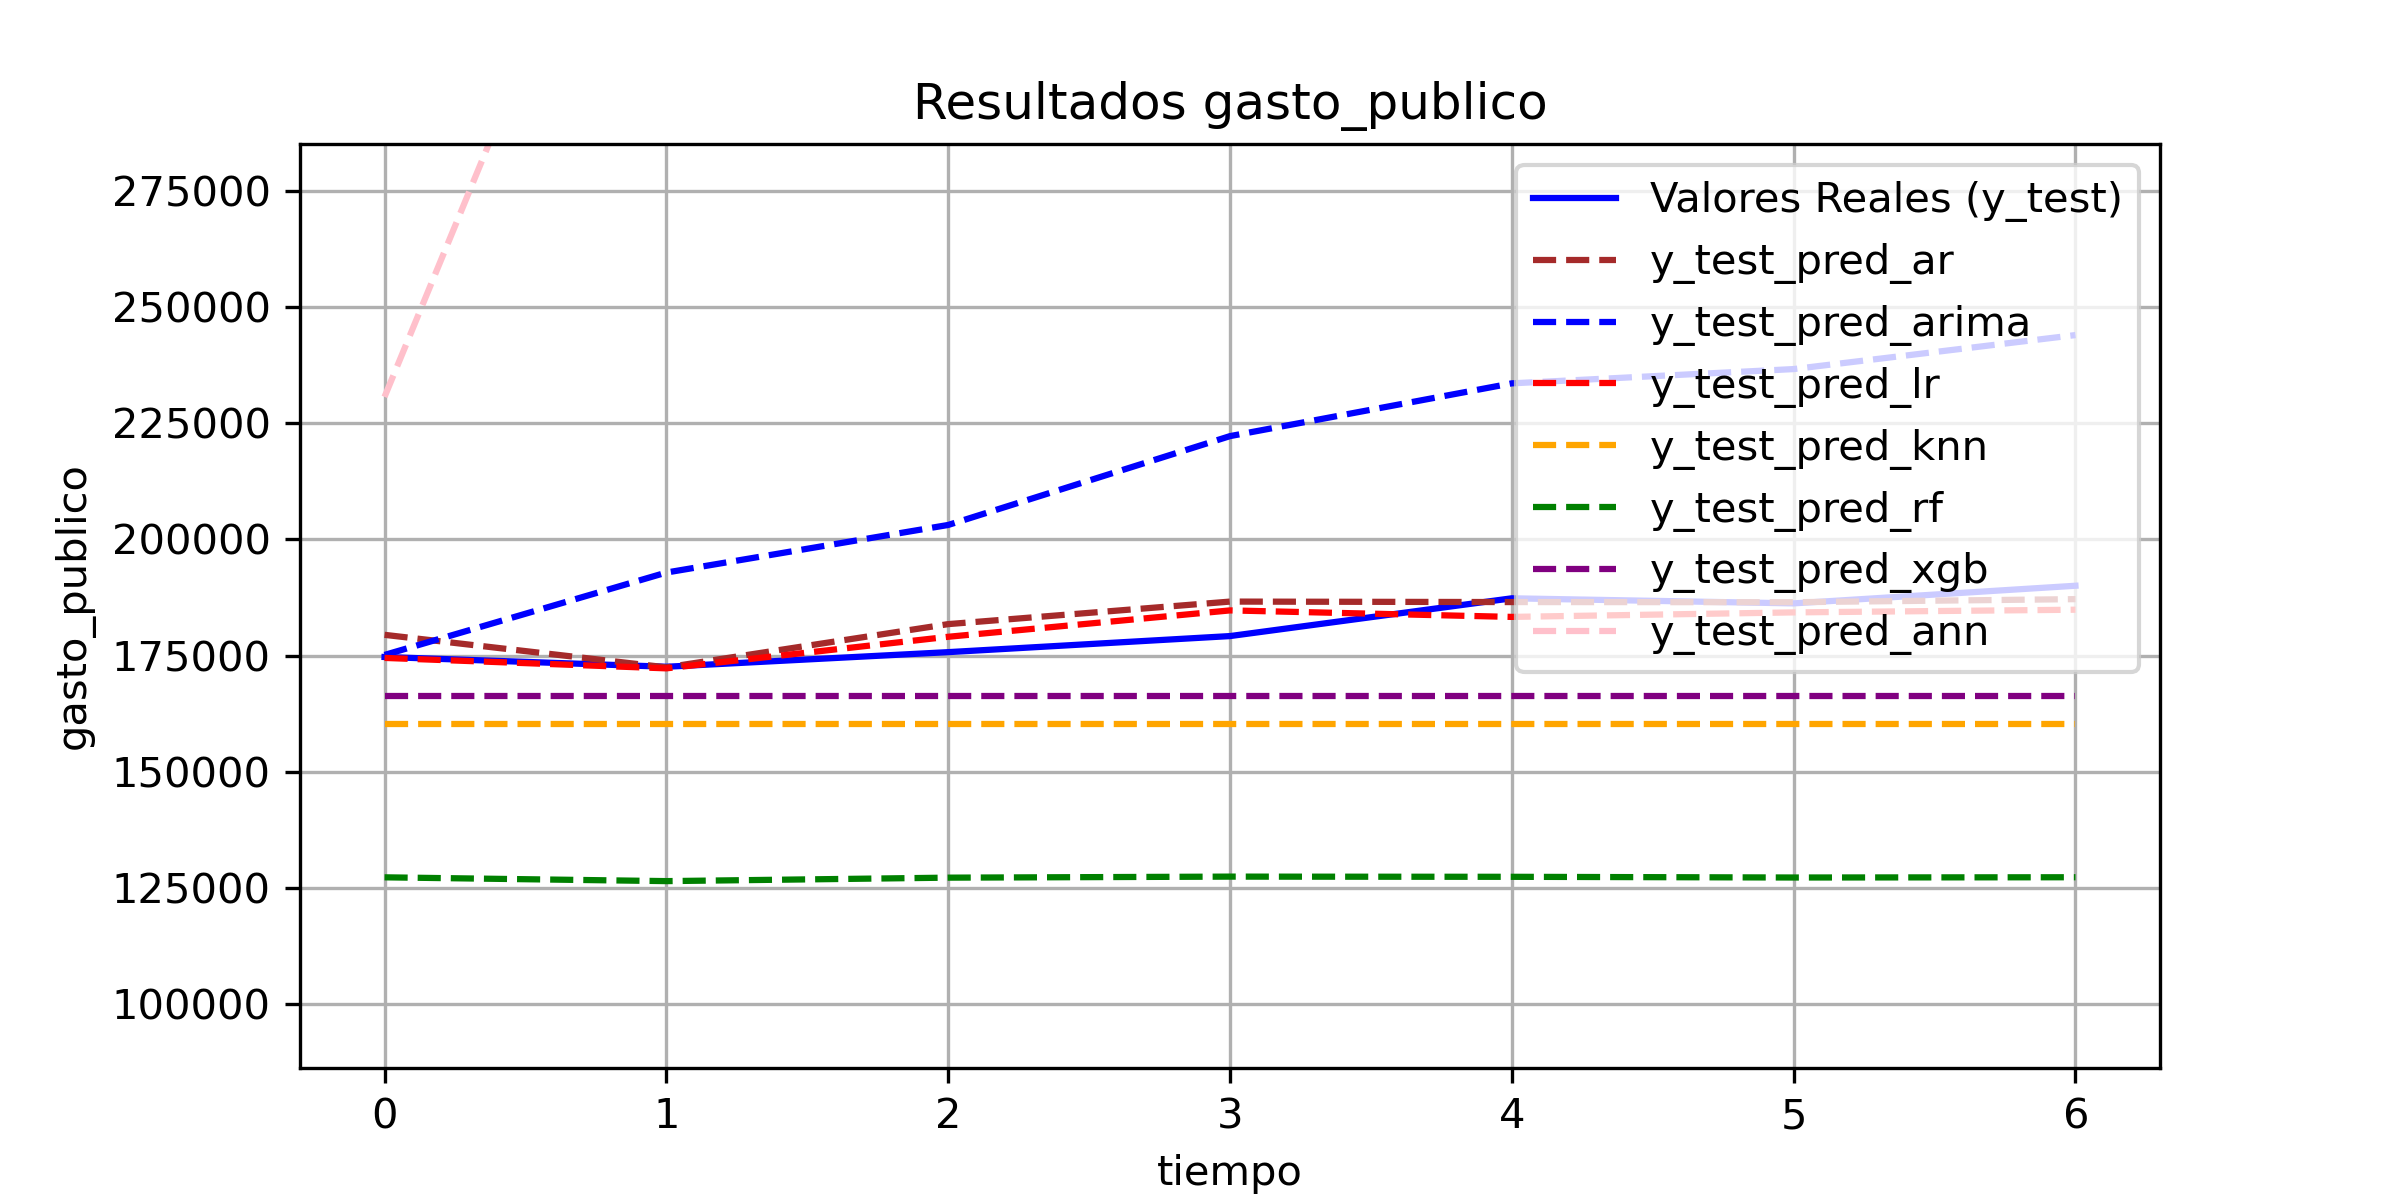 Resultados gasto_publico
gasto_publico
275000
250000
225000
200000
175000
150000
125000
100000
Valores Reales (y_test)
y_test_pred_ar
y_test_pred_arima
y_test_pred_lr
y_test_pred_knn
y_test_pred_rf
y_test_pred_xgb
y_test_pred_ann
0 1 2 3 4 5 6
tiempo